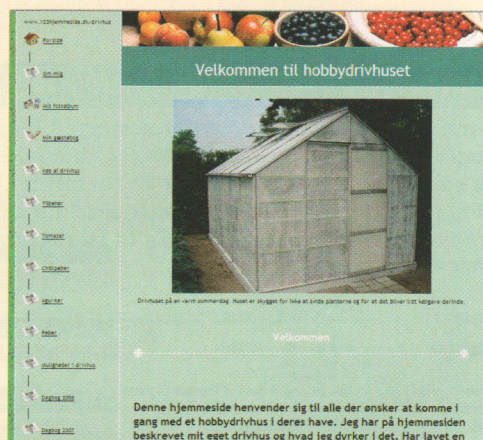 www.123hjemmeside.dk/drivhus
Forside
Om mig
Mit fotoalbum
Min gæstebog
Køb af drivhus
Tilbehør
Tomater
Chilipeber
Agurker
Peber
Muligheder i drivhus
Dagbog 2006
Dagbog 2007
Velkommen til hobbydrivhuset
Drivhuset på en varm sommerdag. Huset er skygget for ikke at svide planterne og for at det bliver lidt køligere derinde.
Velkommen
Denne hjemmeside henvender sig til alle der ønsker at komme i
gang med et hobbydrivhus i deres have. Jeg har på hjemmesiden
beskrevet mit eget drivhus og hvad jeg dyrker i det. Har lavet en